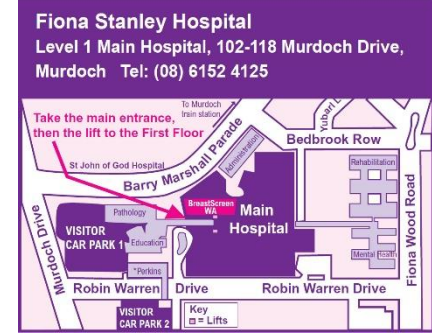 Fiona Stanley Hospital
Level 1 Main Hospital, 102-118 Murdoch Drive,
Murdoch   Tel: (08) 6152 4125
To Murdoch
train station
Take the main entrance,
then the lift to the First Floor
Yubarl L
Bedbrook Row
St John of God Hospital
Barry Marshall Parade
Administration
Rehabilitation
BreastScreen
WA
Main
Hospital
Pathology
VISITOR
CAR PARK 1
Education
Murdoch Drive
Fiona Wood Road
Mental Health
*Perkins
Robin Warren Drive
Robin Warren Drive
VISITOR
CAR PARK 2
Key
= Lifts